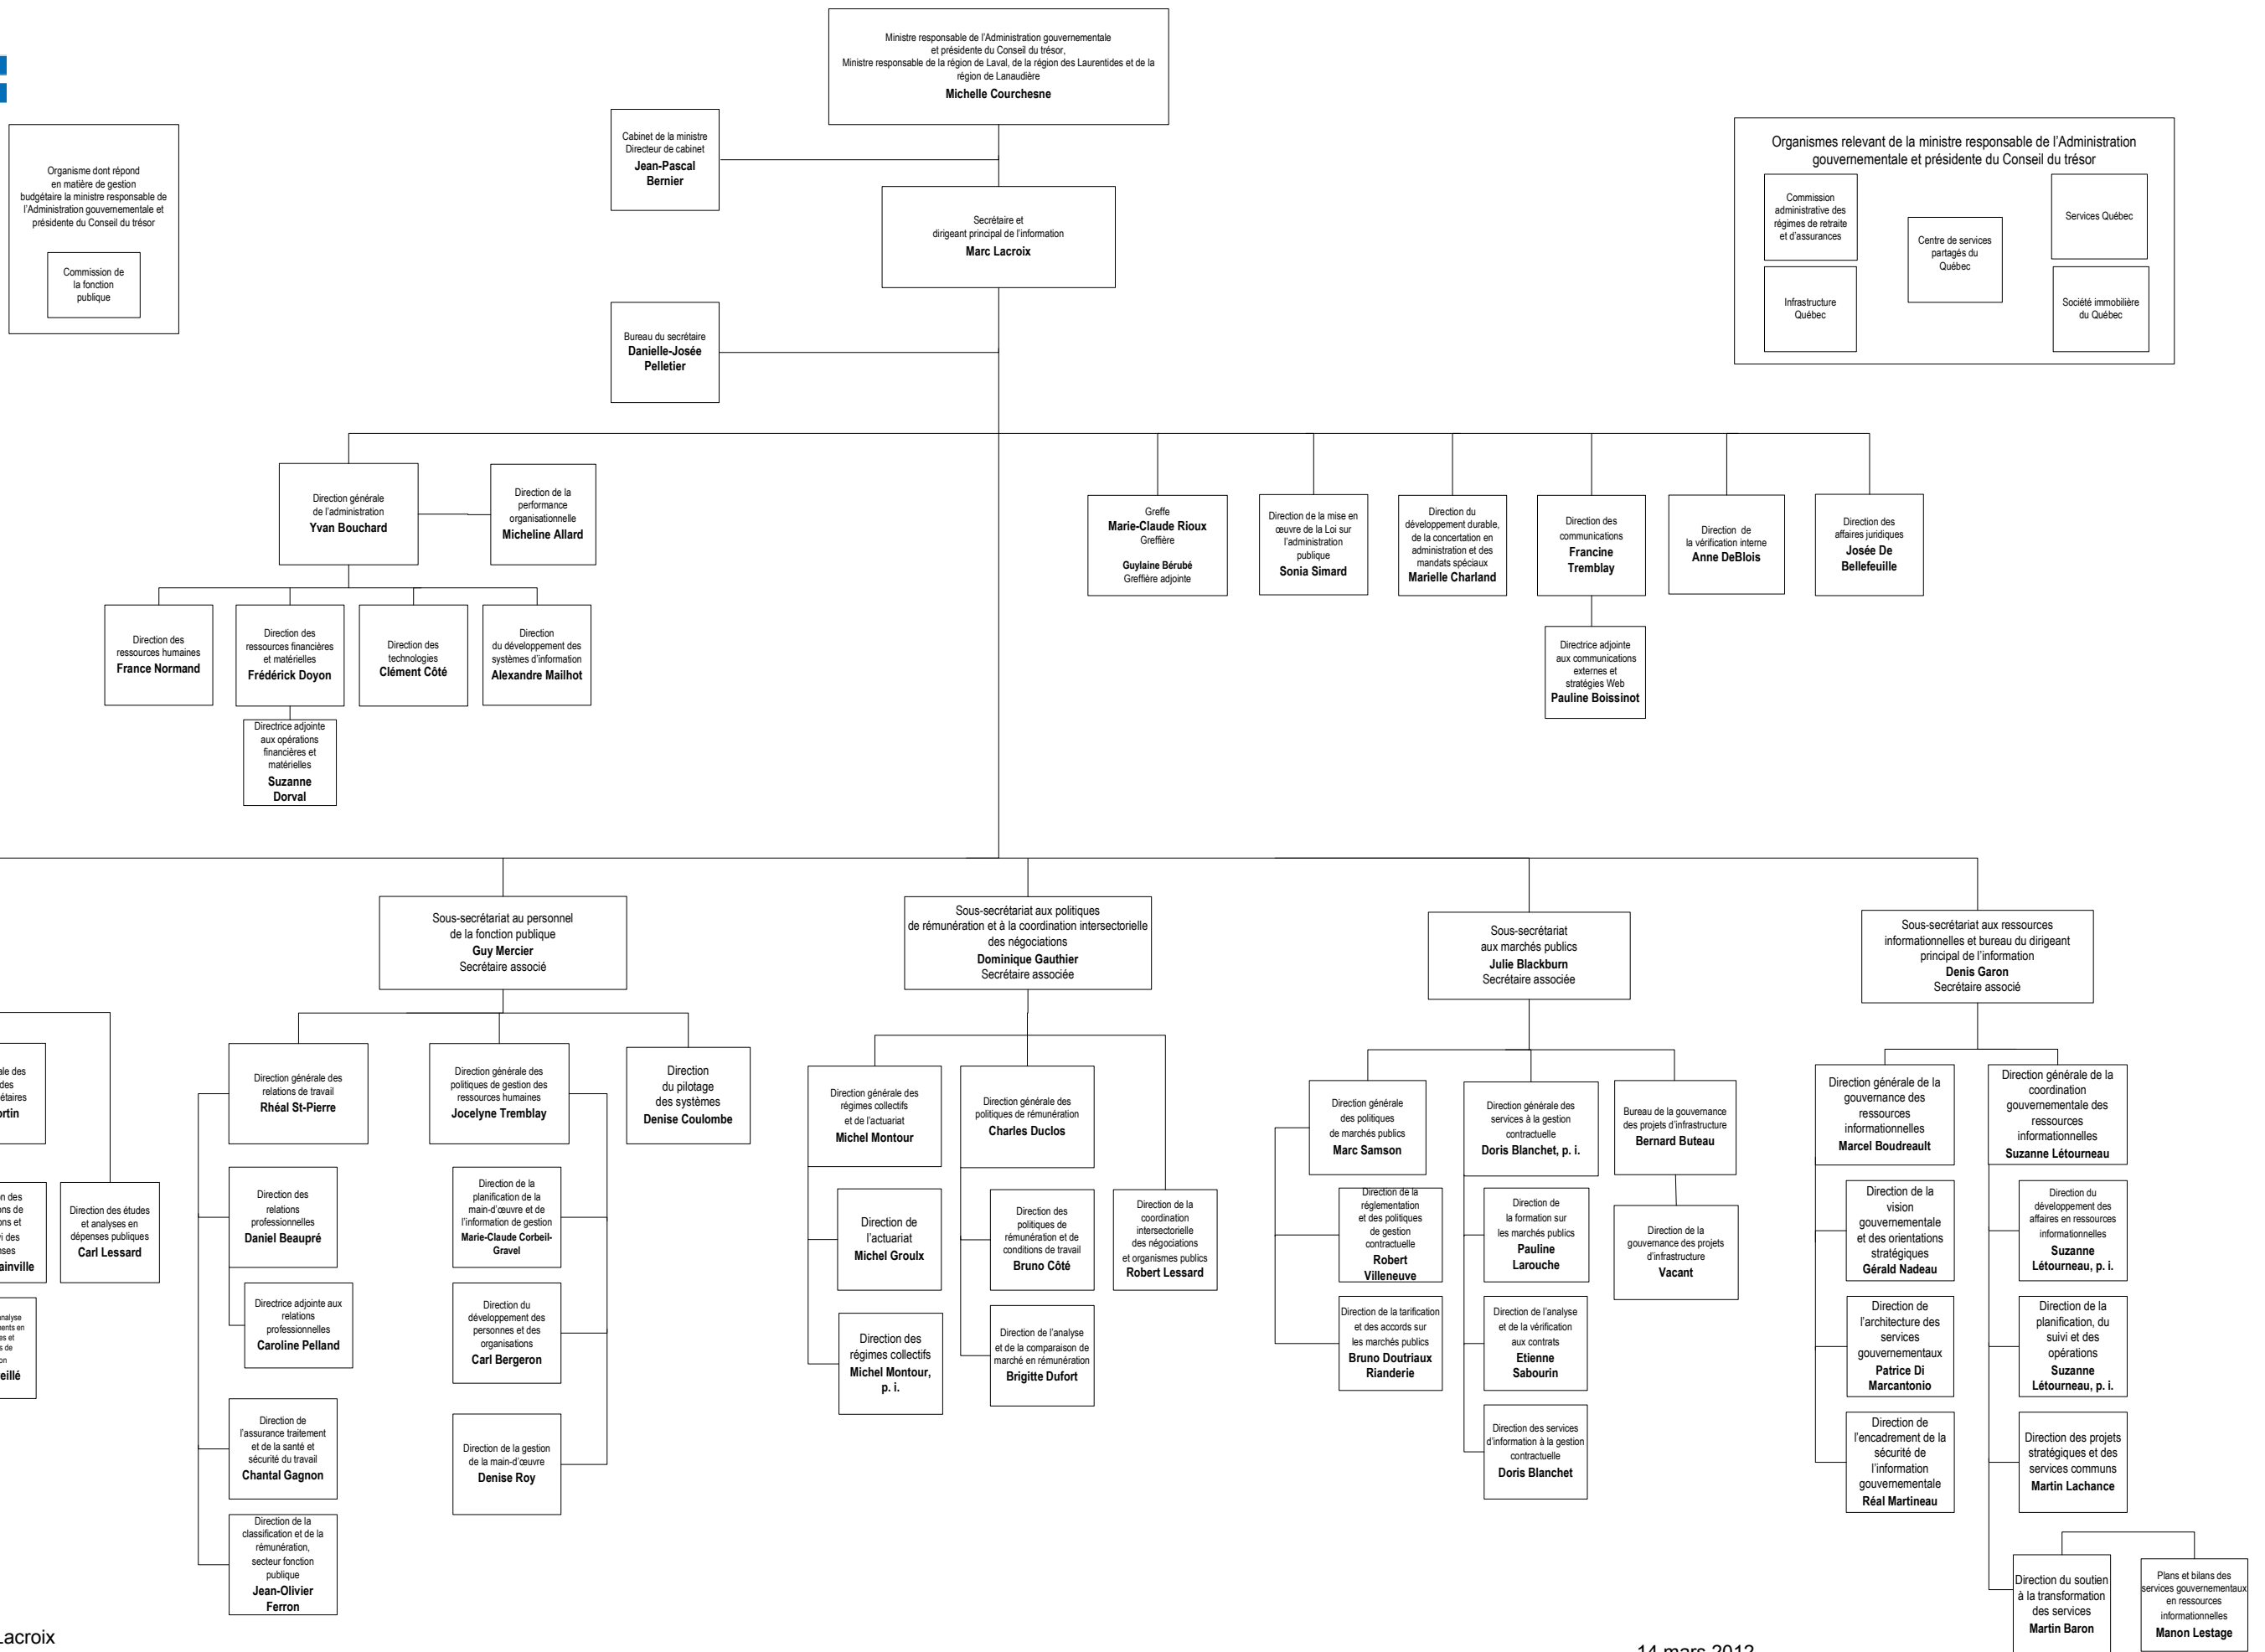 Ministre responsable de l'Administration gouvernementale
et présidente du Conseil du trésor,
Ministre responsable de la région de Laval, de la région des Laurentides et de la
région de Lanaudière
Michelle Courchesne
Cabinet de la ministre
Directeur de cabinet
Jean-Pascal
Bernier
Organisme dont répond
en matière de gestion
budgétaire la ministre responsable de
l'Administration gouvernementale et
présidente du Conseil du trésor
Commission de
la fonction
publique
Organismes relevant de la ministre responsable de l'Administration
gouvernementale et présidente du Conseil du trésor
Commission
administrative des
régimes de retraite
et d'assurances
Services Québec
Centre de services
partagés du
Québec
Infrastructure
Québec
Société immobilière
du Québec
Secrétaire et
dirigeant principal de l'information
Marc Lacroix
Bureau du secrétaire
Danielle-Josée
Pelletier
Direction générale
de l'administration
Yvan Bouchard
Direction de la
performance
organisationnelle
Micheline Allard
Greffe
Marie-Claude Rioux
Greffière
Guylaine Bérubé
Greffière adjointe
Direction de la mise en
œuvre de la Loi sur
l'administration
publique
Sonia Simard
Direction du
développement durable,
de la concertation en
administration et des
mandats spéciaux
Marielle Charland
Direction des
communications
Francine
Tremblay
Direction de
la vérification interne
Anne DeBlois
Direction des
affaires juridiques
Josée De
Bellefeuille
Direction des
ressources humaines
France Normand
Direction des
ressources financières
et matérielles
Frédérick Doyon
Direction des
technologies
Clément Côté
Direction
du développement des
systèmes d'information
Alexandre Mailhot
Directrice adjointe
aux communications
externes et
stratégies Web
Pauline Boissinot
Directrice adjointe
aux opérations
financières et
matérielles
Suzanne
Dorval
Sous-secrétariat au personnel
de la fonction publique
Guy Mercier
Secrétaire associé
Sous-secrétariat aux politiques
de rémunération et à la coordination intersectorielle
des négociations
Dominique Gauthier
Secrétaire associée
Sous-secrétariat
aux marchés publics
Julie Blackburn
Secrétaire associée
Sous-secrétariat aux ressources
informationnelles et bureau du dirigeant
principal de l'information
Denis Garon
Secrétaire associé
des
des
Direction des études
et analyses en
dépenses publiques
Carl Lessard
des
de
et
des
et
de
Direction générale des
relations de travail
Rhéal St-Pierre
Direction générale des
politiques de gestion des
ressources humaines
Jocelyne Tremblay
Direction
du pilotage
des systèmes
Denise Coulombe
Direction des
relations
professionnelles
Daniel Beaupré
Directrice adjointe aux
relations
professionnelles
Caroline Pelland
Direction de
l'assurance traitement
et de la santé et
sécurité du travail
Chantal Gagnon
Direction de la
classification et de la
rémunération,
secteur fonction
publique
Jean-Olivier
Ferron
Direction de la
planification de la
main-d'œuvre et de
l'information de gestion
Marie-Claude Corbeil-
Gravel
Direction du
développement des
personnes et des
organisations
Carl Bergeron
Direction de la gestion
de la main-d'œuvre
Denise Roy
Direction générale des
régimes collectifs
et de l'actuariat
Michel Montour
Direction générale des
politiques de rémunération
Charles Duclos
Direction de
l'actuariat
Michel Groulx
Direction des
régimes collectifs
Michel Montour,
p. i.
Direction des
politiques de
rémunération et de
conditions de travail
Bruno Côté
Direction de l'analyse
et de la comparaison de
marché en rémunération
Brigitte Dufort
Direction de la
coordination
intersectorielle
des négociations
et organismes publics
Robert Lessard
Direction générale
des politiques
de marchés publics
Marc Samson
Direction générale des
services à la gestion
contractuelle
Doris Blanchet, p. i.
Bureau de la gouvernance
des projets d'infrastructure
Bernard Buteau
Direction de la
réglementation
et des politiques
de gestion
contractuelle
Robert
Villeneuve
Direction de la tarification
et des accords sur
les marchés publics
Bruno Doutriaux
Rianderie
Direction de
la formation sur
les marchés publics
Pauline
Larouche
Direction de l'analyse
et de la vérification
aux contrats
Etienne
Sabourin
Direction des services
d'information à la gestion
contractuelle
Doris Blanchet
Direction de la
gouvernance des projets
d'infrastructure
Vacant
Direction générale de la
gouvernance des
ressources
informationnelles
Marcel Boudreault
Direction générale de la
coordination
gouvernementale des
ressources
informationnelles
Suzanne Létourneau
Direction de la
vision
gouvernementale
et des orientations
stratégiques
Gérald Nadeau
Direction de
l'architecture des
services
gouvernementaux
Patrice Di
Marcantonio
Direction de
l'encadrement de la
sécurité de
l'information
gouvernementale
Réal Martineau
Direction du
développement des
affaires en ressources
informationnelles
Suzanne
Létourneau, p. i.
Direction de la
planification, du
suivi et des
opérations
Suzanne
Létourneau, p. i.
Direction des projets
stratégiques et des
services communs
Martin Lachance
Direction du soutien
à la transformation
des services
Martin Baron
Plans et bilans des
services gouvernementaux
en ressources
informationnelles
Manon Lestage
Lacroix
14 mars 2012